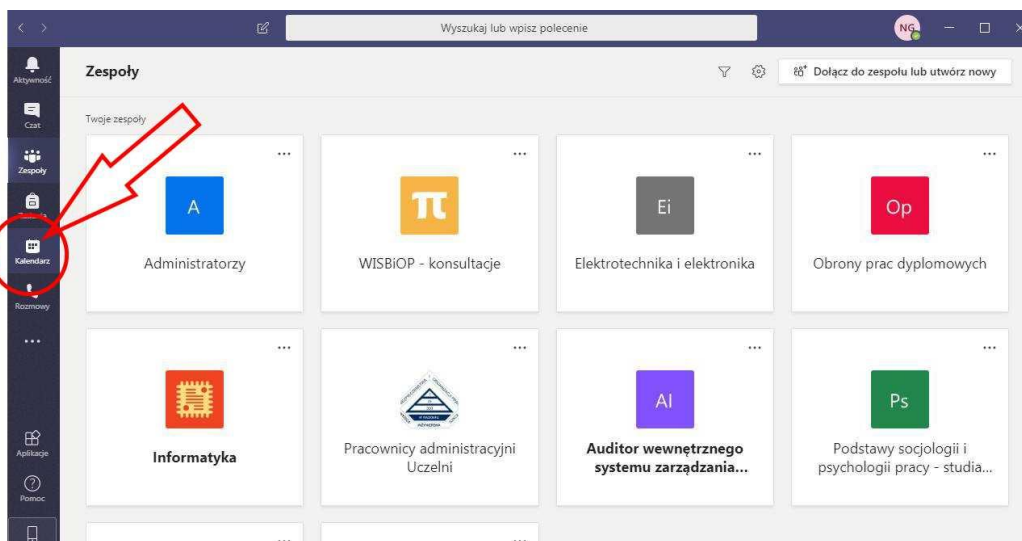 Wyszukaj lub wpisz polecenie
NG
Aktywność
Czat
Zespoły
Kalendarz
Rozmowy
Aplikacje
Pomoc
Zespoły
Dołącz do zespołu lub utwórz nowy
Twoje zespoły
A
Administratorzy
π
WISBiOP - konsultacje
Ei
Elektrotechnika i elektronika
Op
Obrony prac dyplomowych
Informatyka
Pracownicy administracyjni
Uczelni
AI
Auditor wewnętrznego
systemu zarządzania...
Ps
Podstawy socjologii i
psychologii pracy - studia...